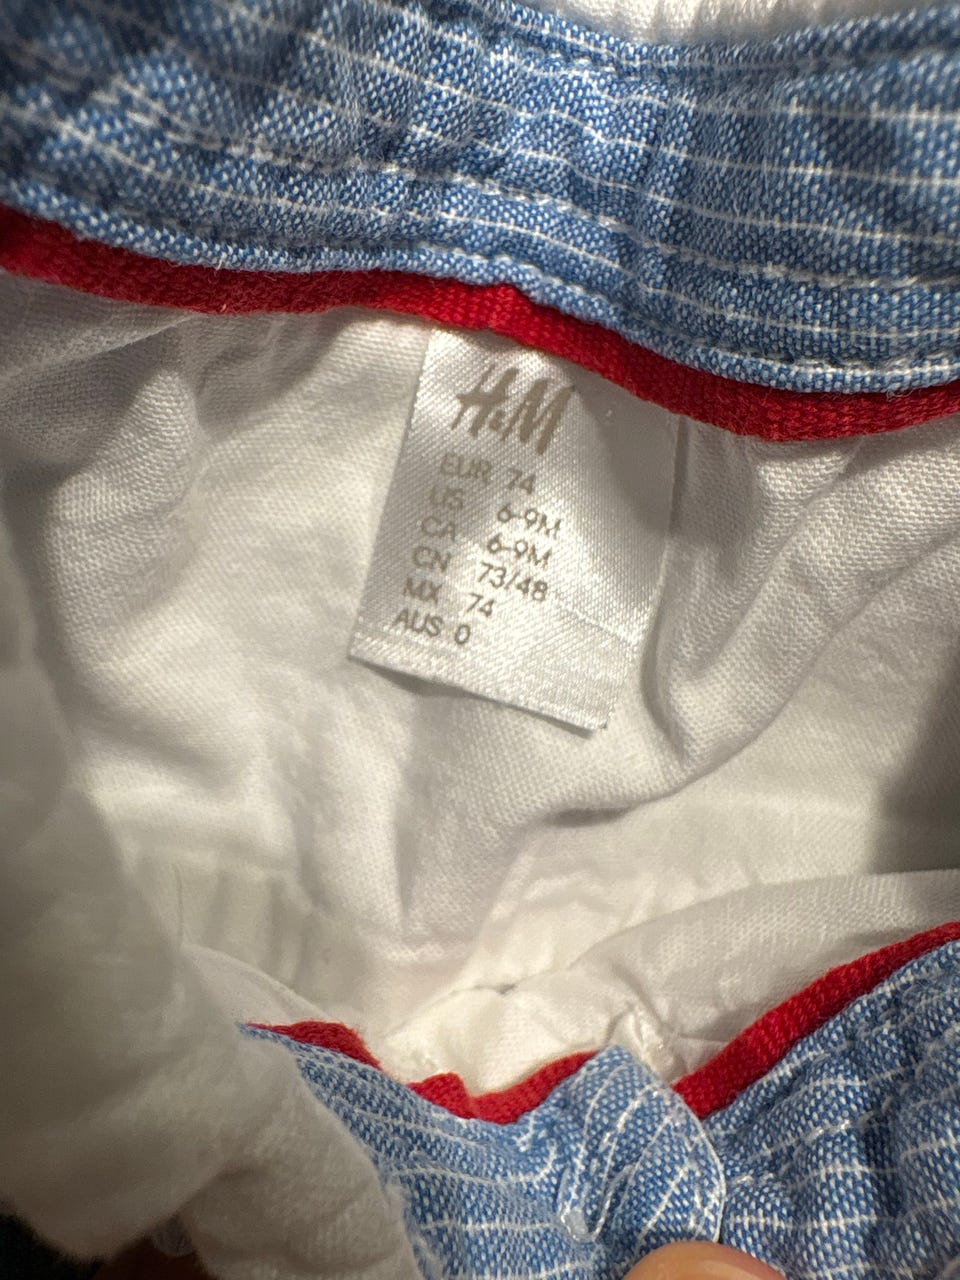 H&M
EUR 74
US 6-9M
CA 6-9M
CN 73/48
MX 74
AUS 0